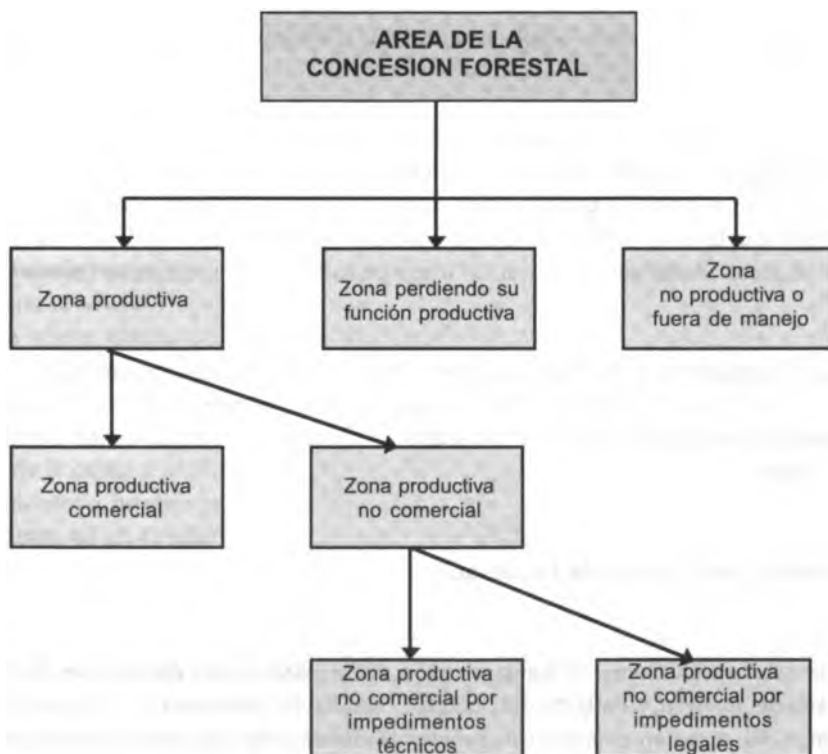 AREA DE LA
CONCESION FORESTAL
Zona productiva
Zona perdiendo su
función productiva
Zona
no productiva o
fuera de manejo
Zona productiva
comercial
Zona productiva
no comercial
Zona productiva
no comercial por
impedimentos
técnicos
Zona productiva
no comercial por
impedimentos
legales